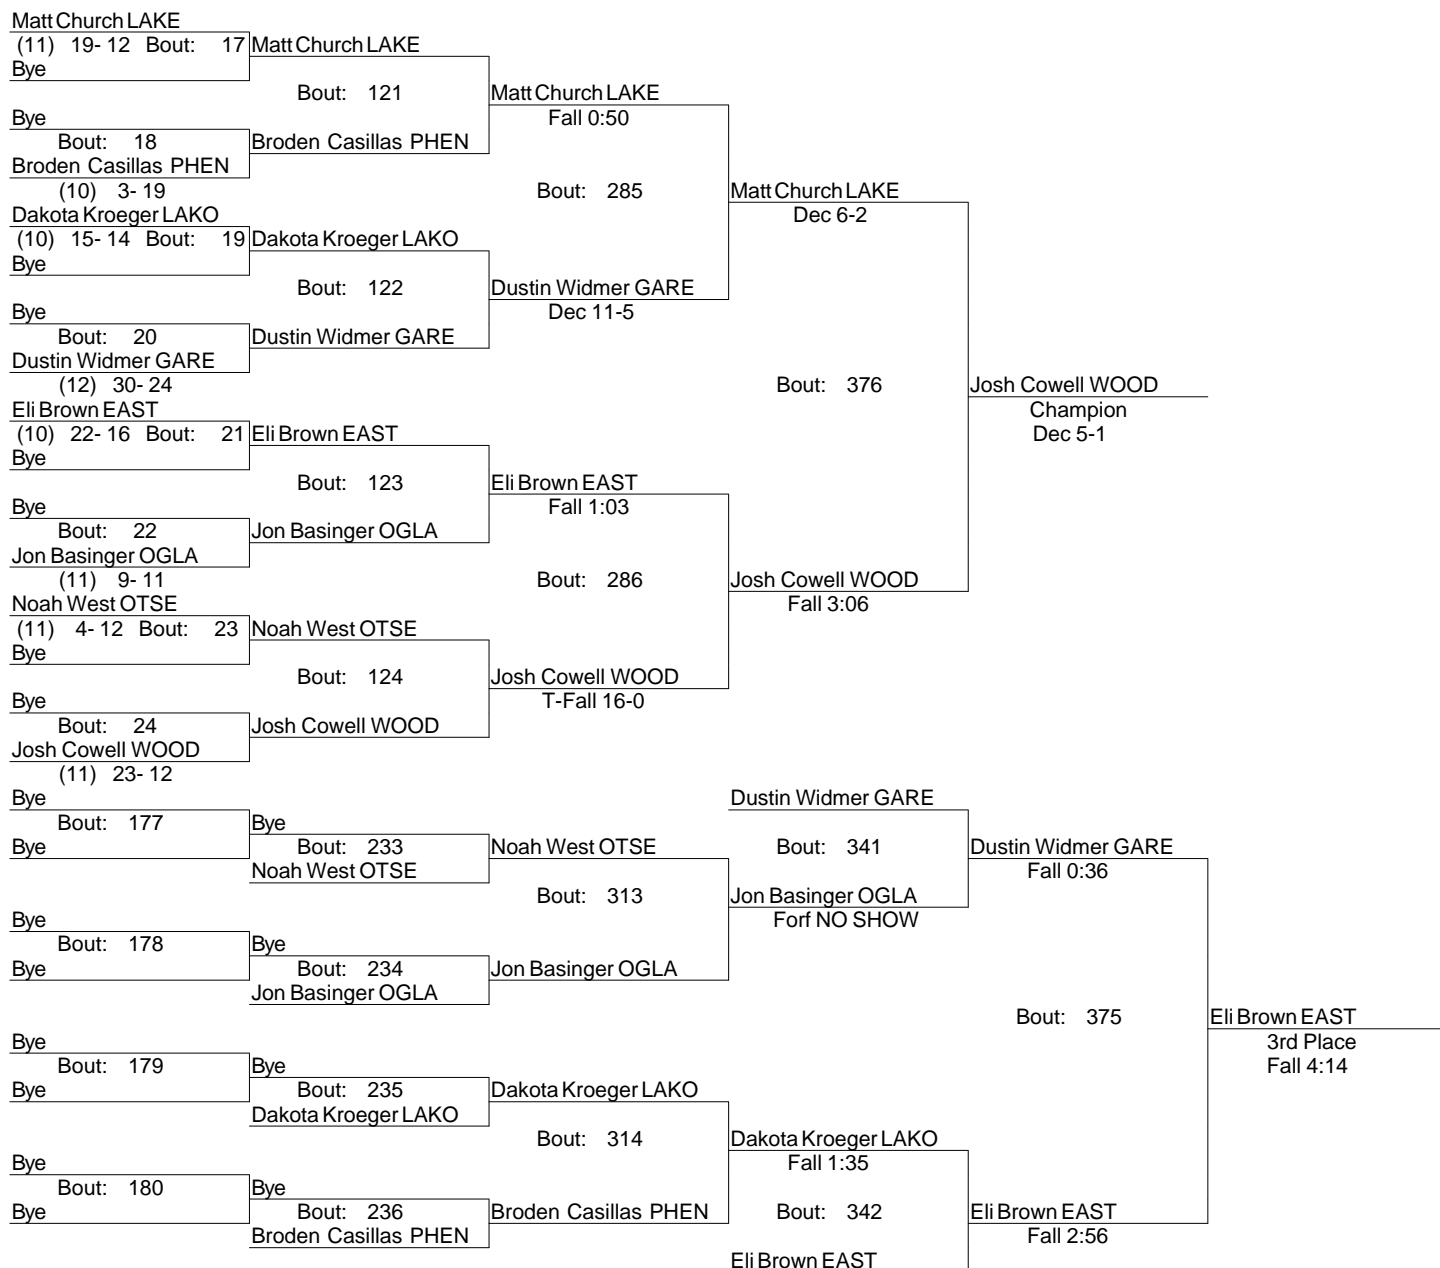 Matt Church LAKE
(11) 19- 12 Bout: 17 Matt Church LAKE
Bye
Bout: 121 Matt Church LAKE
Bye Fall 0:50
Bout: 18 Broden Casillas PHEN
Broden Casillas PHEN
(10) 3- 19 Bout: 285 Matt Church LAKE
Dakota Kroeger LAKO Dec 6-2
(10) 15- 14 Bout: 19 Dakota Kroeger LAKO
Bye
Bout: 122 Dustin Widmer GARE
Bye Dec 11-5
Bout: 20 Dustin Widmer GARE
Dustin Widmer GARE
(12) 30- 24 Bout: 376 Josh Cowell WOOD
Eli Brown EAST Champion
(10) 22- 16 Bout: 21 Eli Brown EAST Dec 5-1
Bye
Bout: 123 Eli Brown EAST
Bye Fall 1:03
Bout: 22 Jon Basinger OGLA
Jon Basinger OGLA
(11) 9- 11 Bout: 286 Josh Cowell WOOD
Noah West OTSE Fall 3:06
(11) 4- 12 Bout: 23 Noah West OTSE
Bye
Bout: 124 Josh Cowell WOOD
Bye T-Fall 16-0
Bout: 24 Josh Cowell WOOD
Josh Cowell WOOD
(11) 23- 12
Bye Dustin Widmer GARE
Bout: 177 Bye
Bye Bout: 233 Noah West OTSE Bout: 341 Dustin Widmer GARE
Noah West OTSE Fall 0:36
Bout: 313 Jon Basinger OGLA
Bye Forf NO SHOW
Bout: 178 Bye
Bye Bout: 234 Jon Basinger OGLA
Jon Basinger OGLA
Bout: 375 Eli Brown EAST
Bye 3rd Place
Bout: 179 Bye Fall 4:14
Bye Bout: 235 Dakota Kroeger LAKO
Dakota Kroeger LAKO
Bout: 314 Dakota Kroeger LAKO
Bye Fall 1:35
Bout: 180 Bye
Bye Bout: 236 Broden Casillas PHEN Bout: 342 Eli Brown EAST
Broden Casillas PHEN Fall 2:56
Eli Brown EAST